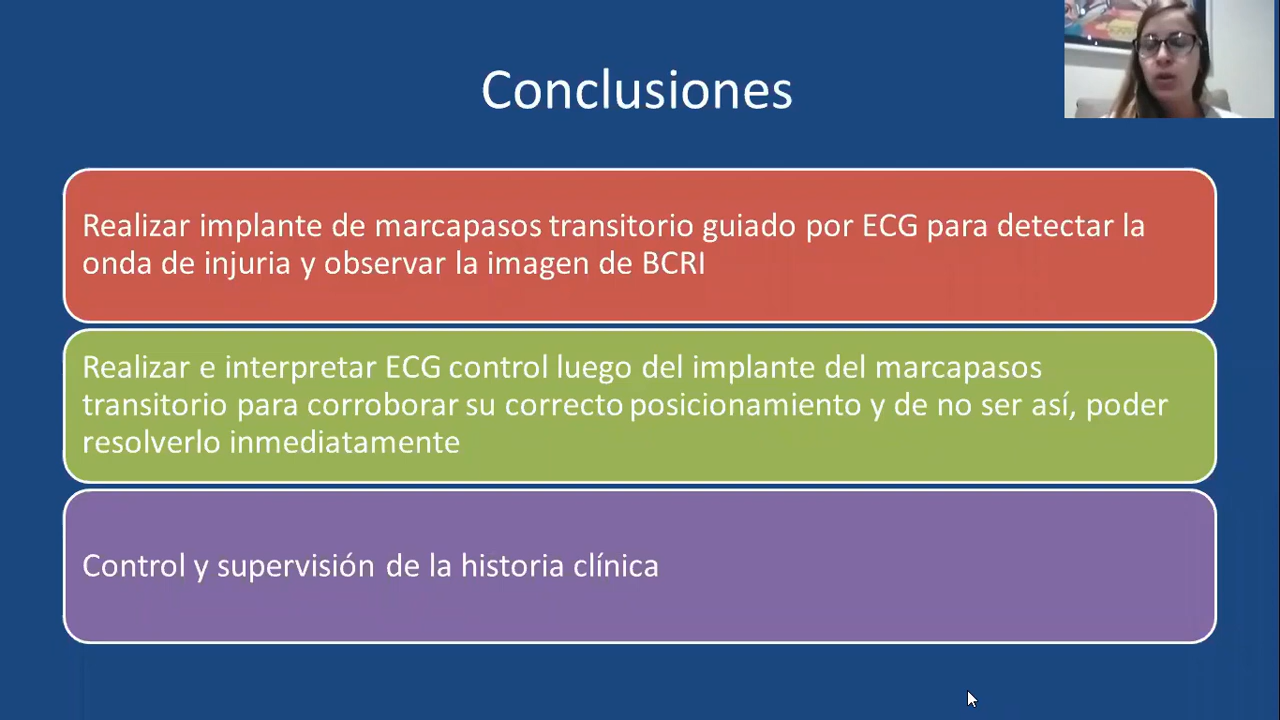 Conclusiones
Realizar implante de marcapasos transitorio guiado por ECG para detectar la
onda de injuria y observar la imagen de BCRI
Realizar e interpretar ECG control luego del implante del marcapasos
transitorio para corroborar su correcto posicionamiento y de no ser así, poder
resolverlo inmediatamente
Control y supervisión de la historia clínica